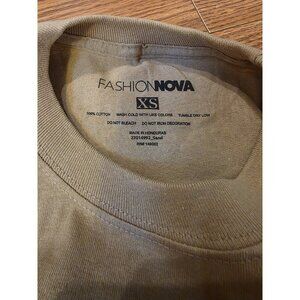 FASHIONNOVA
XS
100% COTTON WASH COLD WITH LIKE COLORS TUMBLE DRY LOW
DO NOT BLEACH DO NOT IRON DECORATION
MADE IN HONDURAS